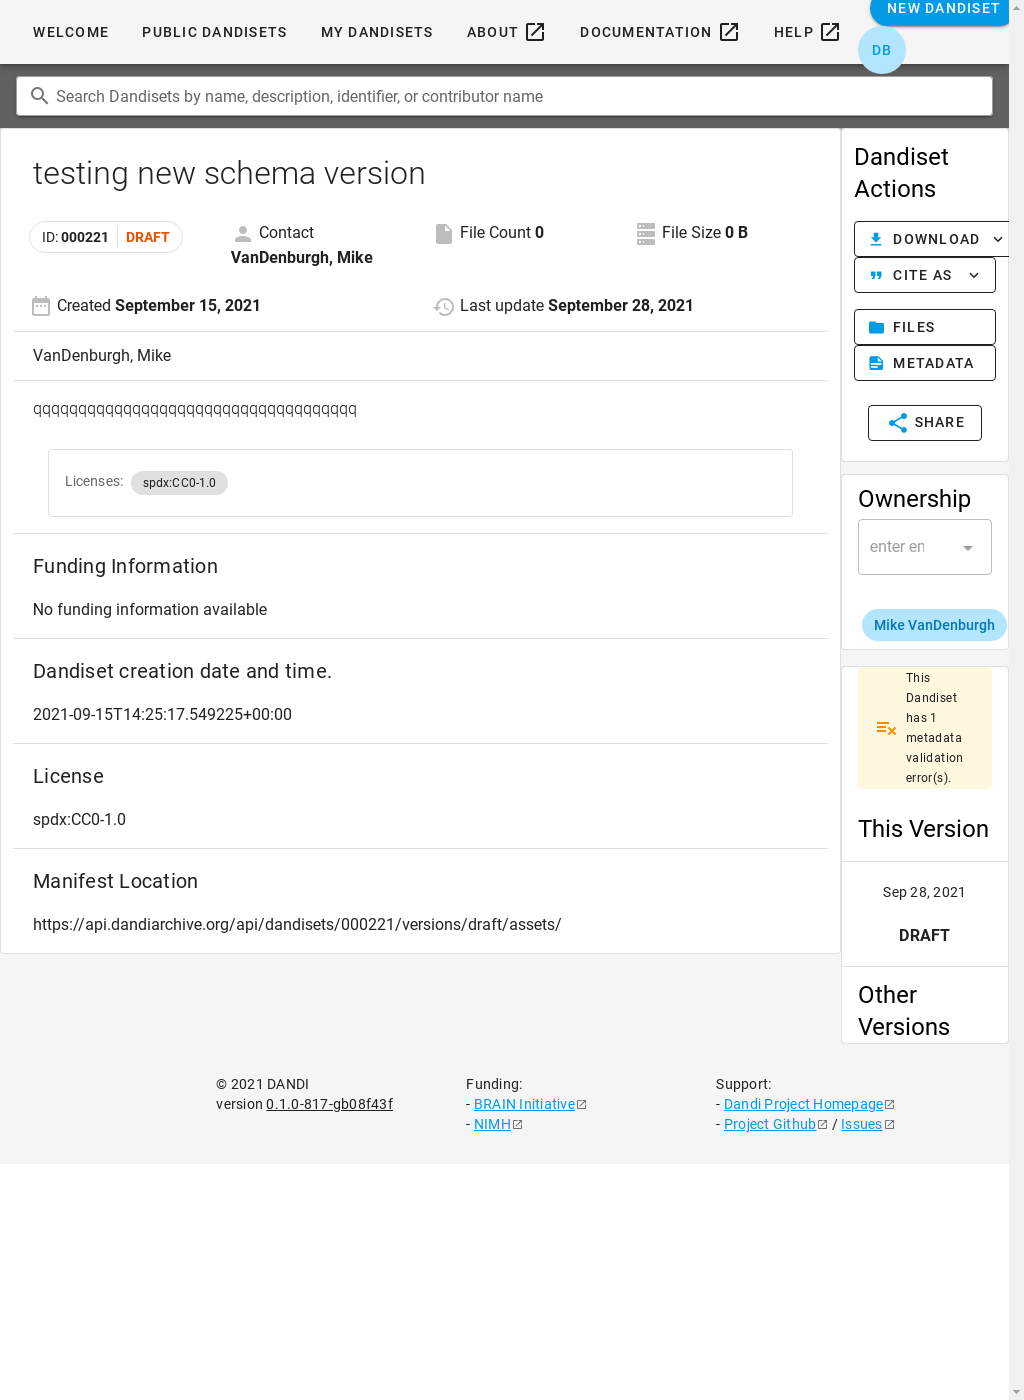 WELCOME PUBLIC DANDISETS MY DANDISETS ABOUT DOCUMENTATION HELP NEW DANDISET
DB
Search Dandisets by name, description, identifier, or contributor name
testing new schema version
ID: 000221 DRAFT
Contact
VanDenburgh, Mike
File Count 0
File Size 0 B
Created September 15, 2021
Last update September 28, 2021
VanDenburgh, Mike
qqqqqqqqqqqqqqqqqqqqqqqqqqqqqqqqqqqq
Licenses: spdx:CC0-1.0
Funding Information
No funding information available
Dandiset creation date and time.
2021-09-15T14:25:17.549225+00:00
License
spdx:CC0-1.0
Manifest Location
https://api.dandiarchive.org/api/dandisets/000221/versions/draft/assets/
Dandiset
Actions
DOWNLOAD
CITE AS
FILES
METADATA
SHARE
Ownership
enter en
Mike VanDenburgh
This
Dandiset
has 1
metadata
validation
error(s).
This Version
Sep 28, 2021
DRAFT
Other
Versions
© 2021 DANDI
version 0.1.0-817-gb08f43f
Funding:
- BRAIN Initiative
- NIMH
Support:
- Dandi Project Homepage
- Project Github / Issues